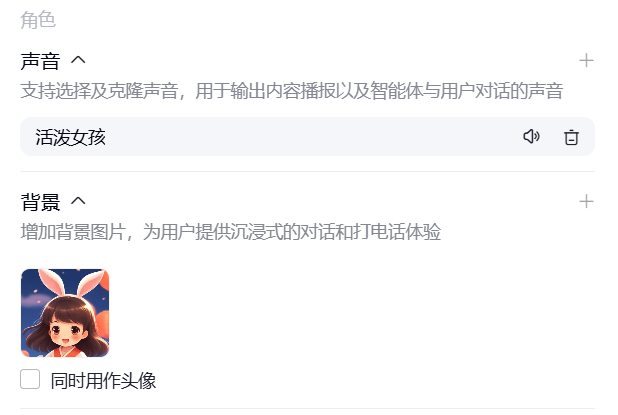 角色
声音
支持选择及克隆声音，用于输出内容播报以及智能体与用户对话的声音
活泼女孩
背景
增加背景图片，为用户提供沉浸式的对话和打电话体验
同时用作头像